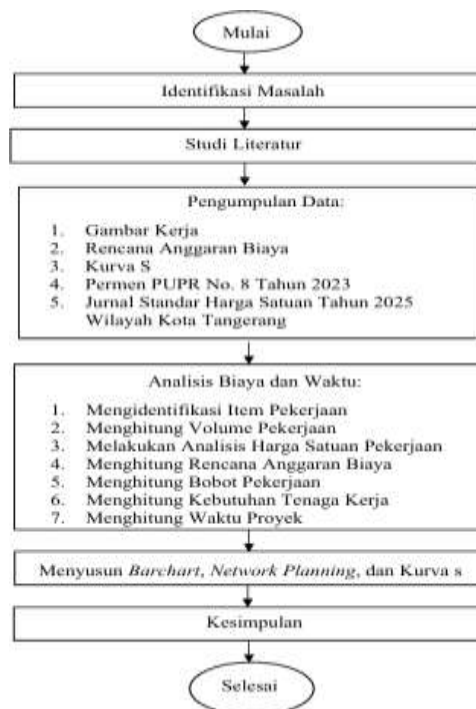 Mulai
Identifikasi Masalah
Studi Literatur
Pengumpulan Data:
1. Gambar Kerja
2. Rencana Anggaran Biaya
3. Kurva S
4. Permen PUPR No. 8 Tahun 2023
5. Jurnal Standar Harga Satuan Tahun 2025
Wilayah Kota Tangerang
Analisis Biaya dan Waktu:
1. Mengidentifikasi Item Pekerjaan
2. Menghitung Volume Pekerjaan
3. Melakukan Analisis Harga Satuan Pekerjaan
4. Menghitung Rencana Anggaran Biaya
5. Menghitung Bobot Pekerjaan
6. Menghitung Kebutuhan Tenaga Kerja
7. Menghitung Waktu Proyek
Menyusun Barchart, Network Planning, dan Kurva s
Kesimpulan
Selesai